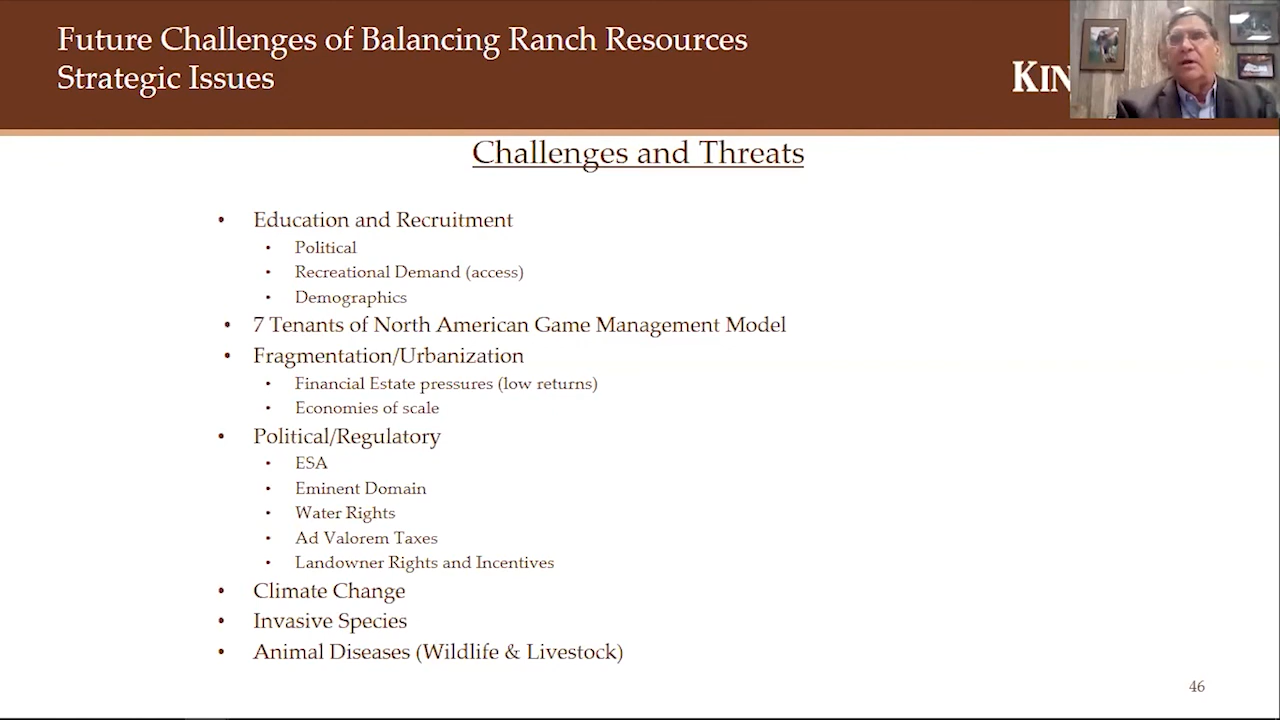 Future Challenges of Balancing Ranch Resources
Strategic Issues
Challenges and Threats
• Education and Recruitment
• Political
• Recreational Demand (access)
• Demographics
• 7 Tenants of North American Game Management Model
• Fragmentation/Urbanization
• Financial Estate pressures (low returns)
• Economies of scale
• Political/Regulatory
• ESA
• Eminent Domain
• Water Rights
• Ad Valorem Taxes
• Landowner Rights and Incentives
• Climate Change
• Invasive Species
• Animal Diseases (Wildlife & Livestock)
46